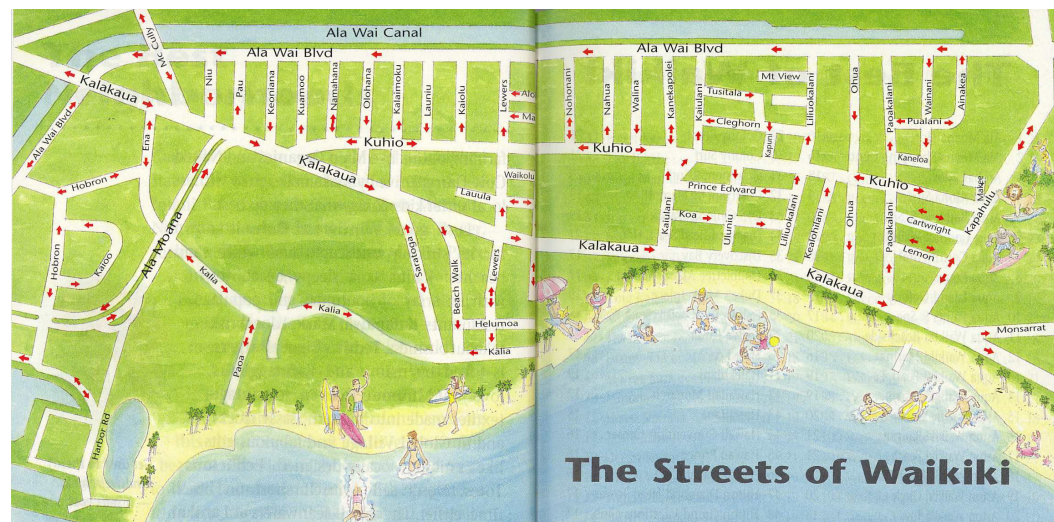 Ala Wai Canal
Mc Cully
Ala Wai Blvd
Ala Wai Blvd
Kalakaua
Niu
Pau
Keoniana
Kuamoo
Namahana
Olohana
Kalaimoku
Launiu
Kaiolu
Lewers
Nohonani
Nahua
Walina
Kanekapolei
Kaiulani
Mt View
Tusitala
Cleghorn
Kapuni
Liliuokalani
Ohua
Paoakalani
Wainani
Ainakea
Pualani
Kaneloa
Ala Wai Blvd
Ena
Kuhio
Kuhio
Kuhio
Kalakaua
Waikolu
Lauula
Prince Edward
Koa
Kaiulani
Uluniu
Liliuokalani
Kealohilani
Ohua
Paoakalani
Cartwright
Lemon
Makee
Kapahulu
Hobron
Hobron
Ala Moana
Kalia
Saratoga
Beach Walk
Lewers
Kalakaua
Kalakaua
Kalia
Helumoa
Kalia
Paoa
Monsarrat
Harbor Rd
The Streets of Waikiki